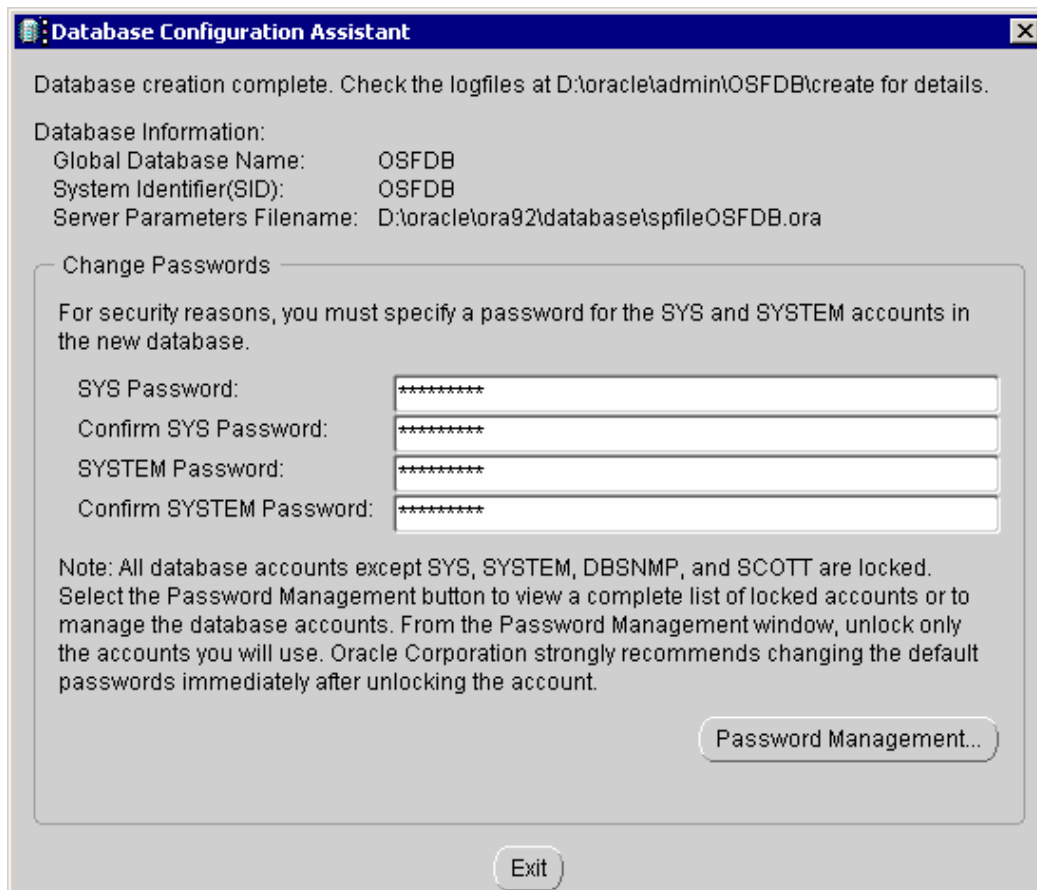 Database Configuration Assistant
Database creation complete. Check the logfiles at D:\oracle\admin\OSFDB\create for details.
Database Information:
Global Database Name: OSFDB
System Identifier(SID): OSFDB
Server Parameters Filename: D:\oracle\ora92\database\spfileOSFDB.ora
Change Passwords
For security reasons, you must specify a password for the SYS and SYSTEM accounts in
the new database.
SYS Password: *********
Confirm SYS Password: *********
SYSTEM Password: *********
Confirm SYSTEM Password: *********
Note: All database accounts except SYS, SYSTEM, DBSNMP, and SCOTT are locked.
Select the Password Management button to view a complete list of locked accounts or to
manage the database accounts. From the Password Management window, unlock only
the accounts you will use. Oracle Corporation strongly recommends changing the default
passwords immediately after unlocking the account.
Password Management...
Exit